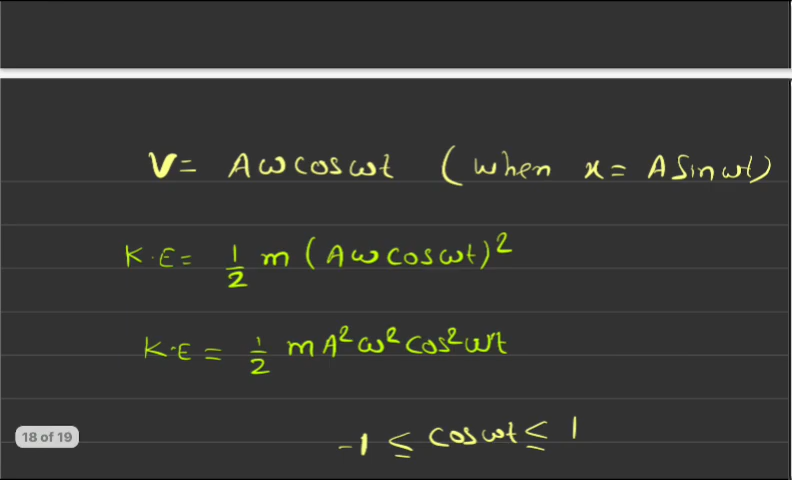 V = Aω cos ωt (when x = A Sin ωt)
K.E = 1/2 m (Aω cos ωt)²
K.E = 1/2 m A² ω² cos² ωt
18 of 19
-1 ≤ cos ωt ≤ 1